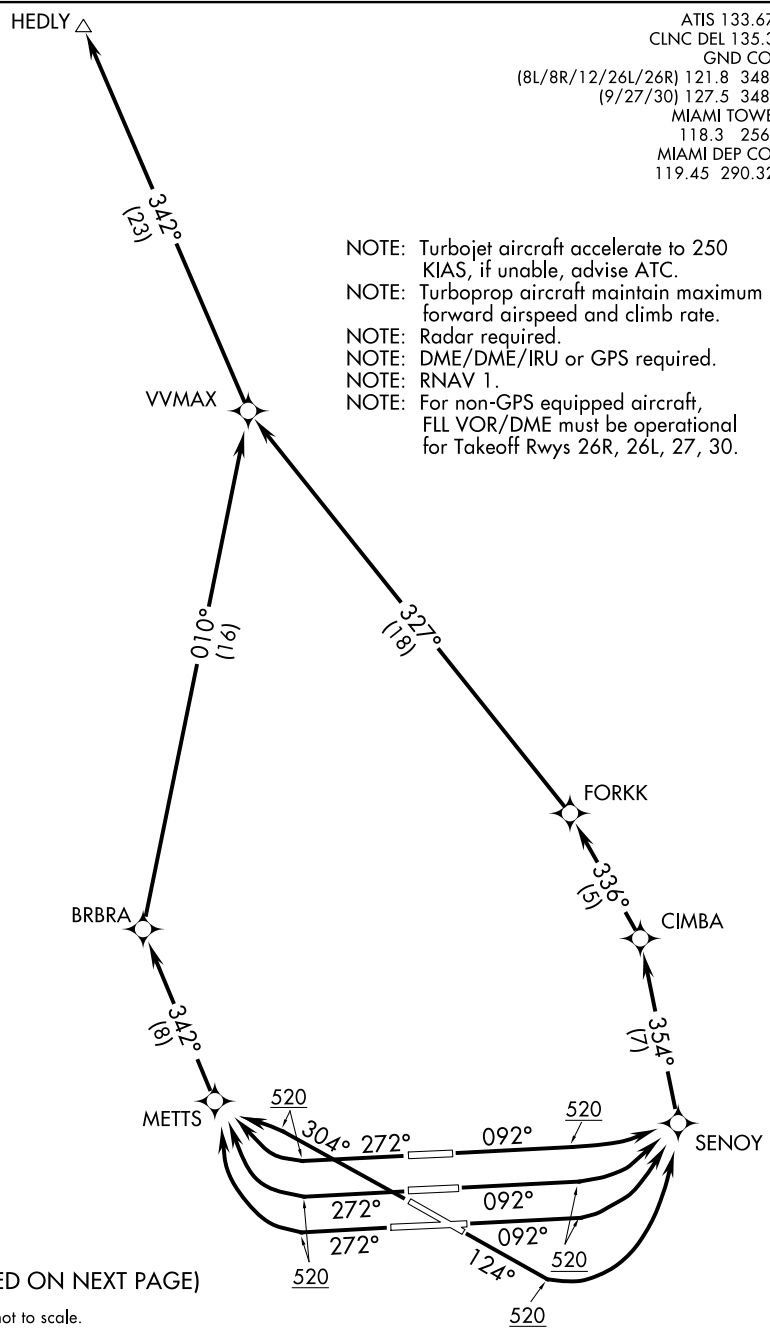 HEDLY
ATIS 133.67
CLNC DEL 135.3
GND CO
(8L/8R/12/26L/26R) 121.8 348
(9/27/30) 127.5 348
MIAMI TOWE
118.3 256
MIAMI DEP CO
119.45 290.32
342°
(23)
NOTE: Turbojet aircraft accelerate to 250
KIAS, if unable, advise ATC.
NOTE: Turboprop aircraft maintain maximum
forward airspeed and climb rate.
NOTE: Radar required.
NOTE: DME/DME/IRU or GPS required.
NOTE: RNAV 1.
NOTE: For non-GPS equipped aircraft,
FLL VOR/DME must be operational
for Takeoff Rwys 26R, 26L, 27, 30.
VVMAX
010°
(16)
327°
(18)
FORKK
336°
(5)
BRBRA
CIMBA
342°
(8)
354°
(7)
METTS
520
304°
272°
092°
520
SENOY
272°
092°
272°
092°
520
520
124°
520
ED ON NEXT PAGE)
not to scale.